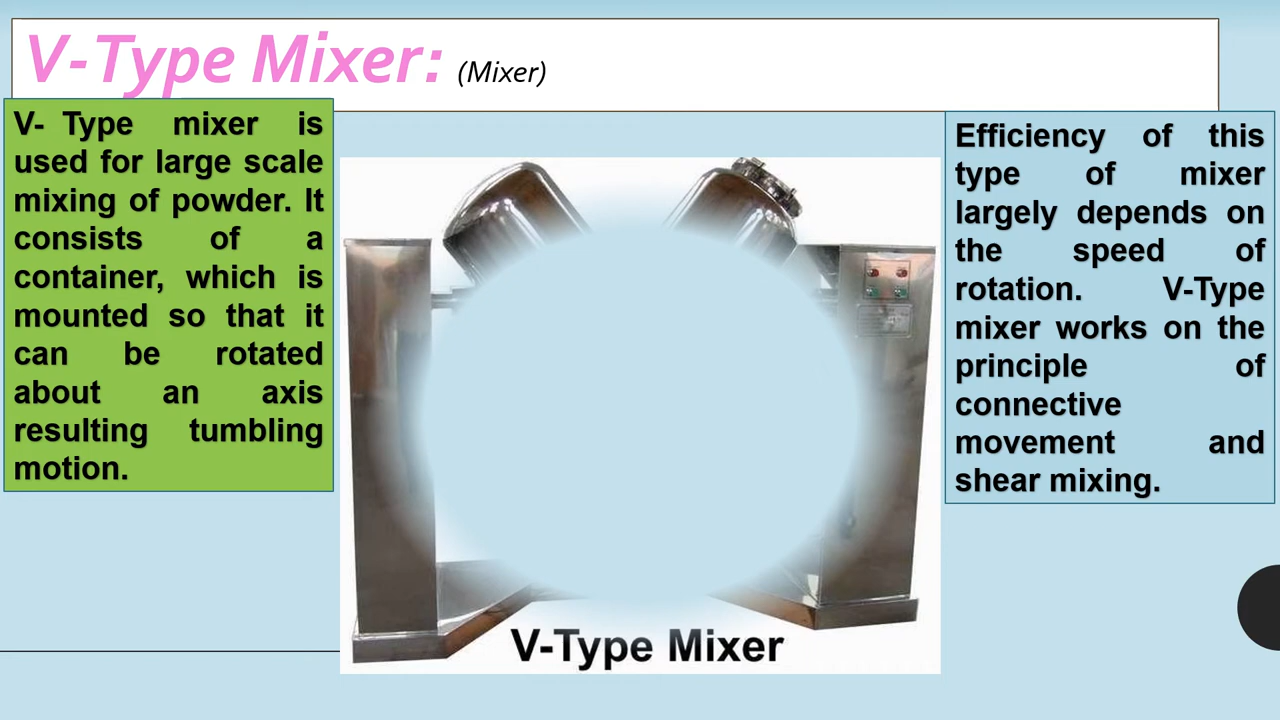 V-Type Mixer: (Mixer)
V- Type mixer is
used for large scale
mixing of powder. It
consists of a
container, which is
mounted so that it
can be rotated
about an axis
resulting tumbling
motion.
Efficiency of this
type of mixer
largely depends on
the speed of
rotation. V-Type
mixer works on the
principle of
connective
movement and
shear mixing.
V-Type Mixer